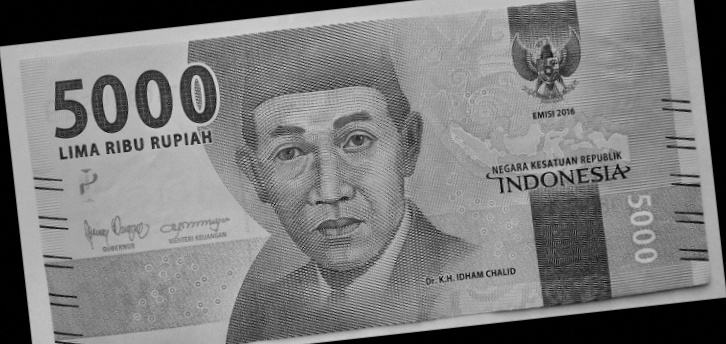 5000
LIMA RIBU RUPIAH
GUBERNUR
MENTERI KEUANGAN
EMISI 2016
NEGARA KESATUAN REPUBLIK
INDONESIA
5000
Dr. K.H. IDHAM CHALID